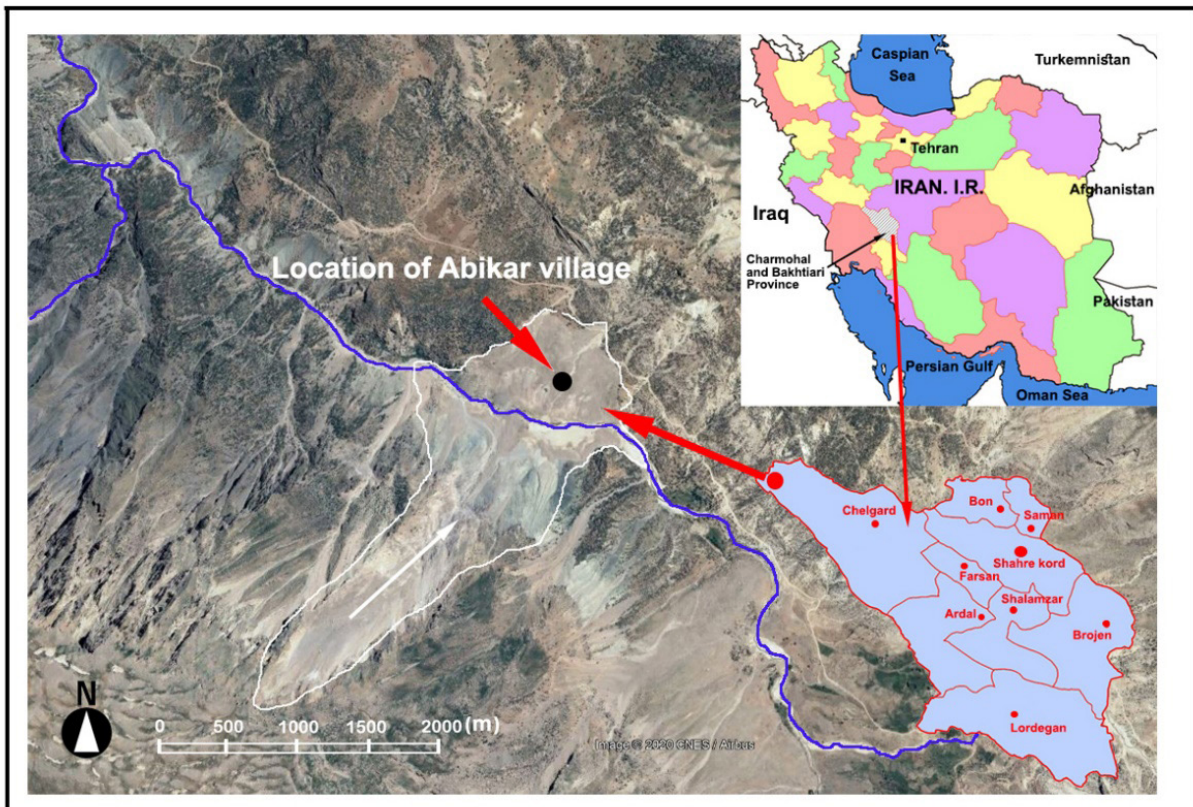 Caspian
Sea
Turkemnistan
Tehran
IRAN. I.R.
Afghanistan
Iraq
Charmohal
and Bakhtiari
Province
Pakistan
Persian Gulf
Oman Sea
Location of Abikar village
Chelgard
Bon
Saman
Shahre kord
Farsan
Shalamzar
Ardal
Brojen
Lordegan
N
0 500 1000 1500 2000 (m)
Image © 2020 CNES / Airbus